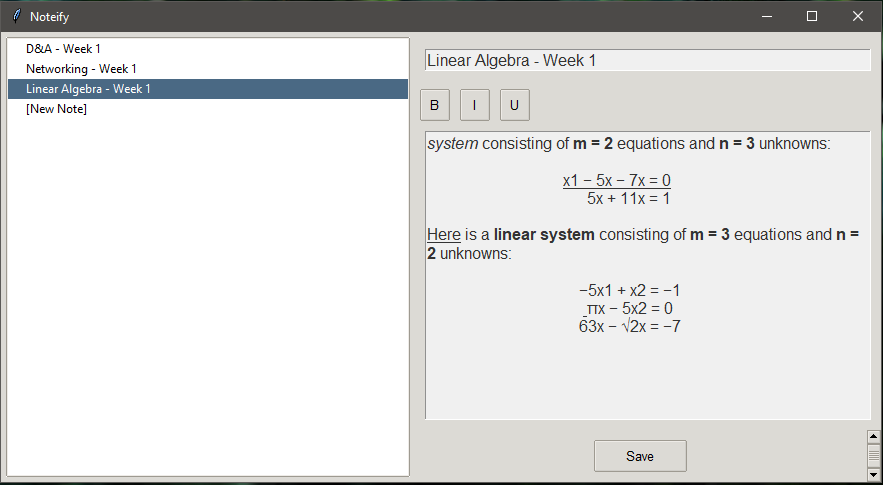 Noteify
D&A - Week 1
Networking - Week 1
Linear Algebra - Week 1
[New Note]
Linear Algebra - Week 1
B I U
system consisting of m = 2 equations and n = 3 unknowns:
x1 − 5x − 7x = 0
5x + 11x = 1
Here is a linear system consisting of m = 3 equations and n =
2 unknowns:
−5x1 + x2 = −1
πx − 5x2 = 0
63x − √2x = −7
Save